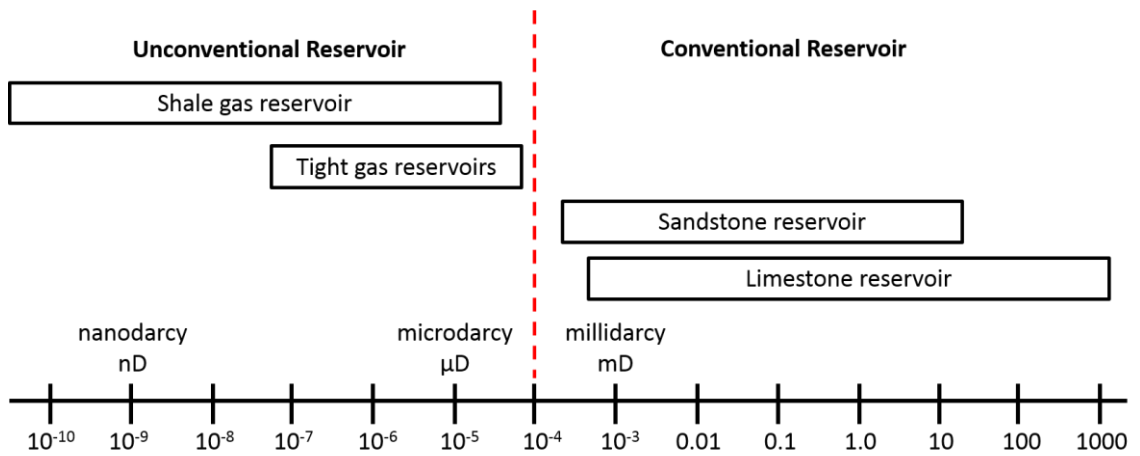 Unconventional Reservoir
Conventional Reservoir
Shale gas reservoir
Tight gas reservoirs
Sandstone reservoir
Limestone reservoir
nanodarcy
nD
microdarcy
μD
millidarcy
mD
10⁻¹⁰ 10⁻⁹ 10⁻⁸ 10⁻⁷ 10⁻⁶ 10⁻⁵ 10⁻⁴ 10⁻³ 0.01 0.1 1.0 10 100 1000